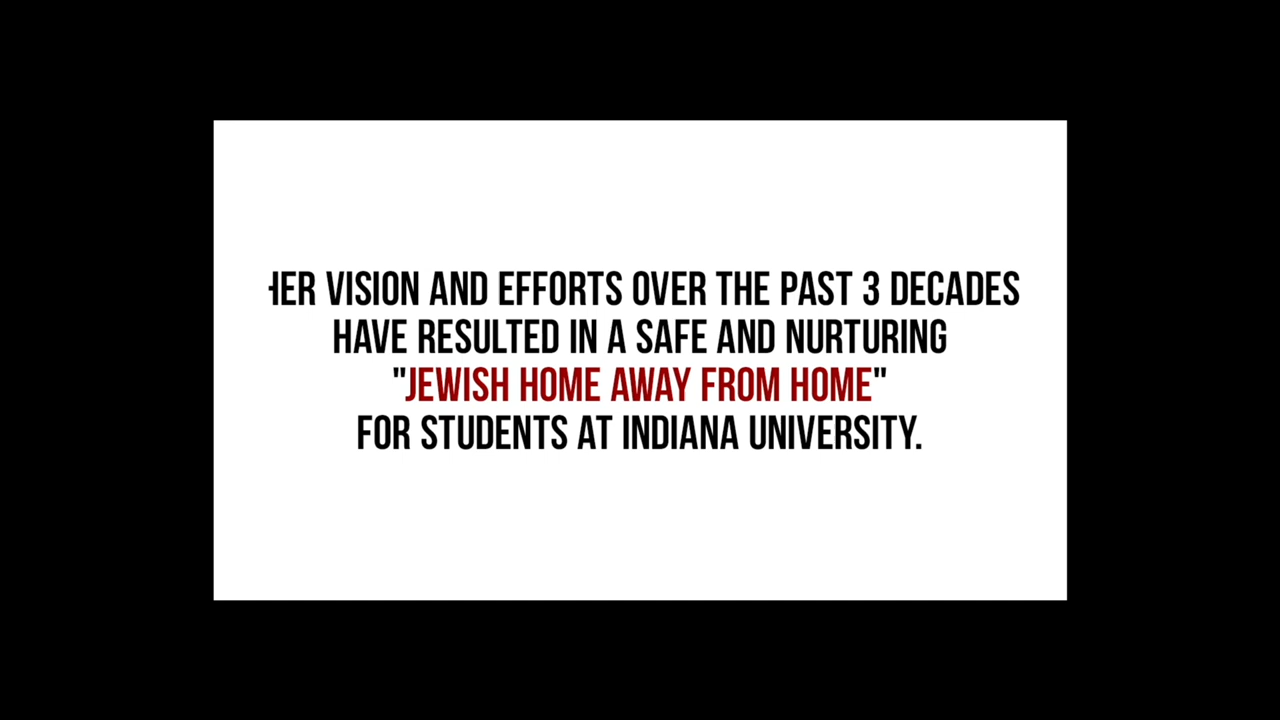 HER VISION AND EFFORTS OVER THE PAST 3 DECADES
HAVE RESULTED IN A SAFE AND NURTURING
"JEWISH HOME AWAY FROM HOME"
FOR STUDENTS AT INDIANA UNIVERSITY.